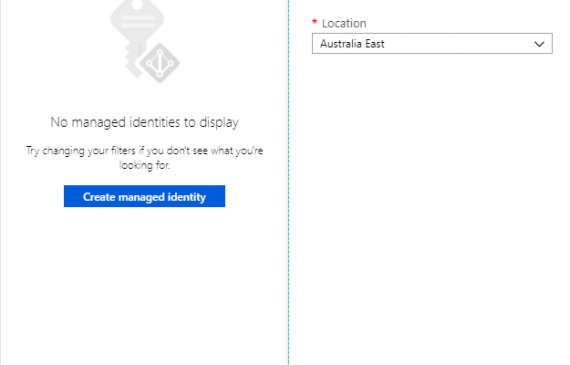 No managed identities to display
Try changing your filters if you don't see what you're
looking for.
Create managed identity
* Location
Australia East